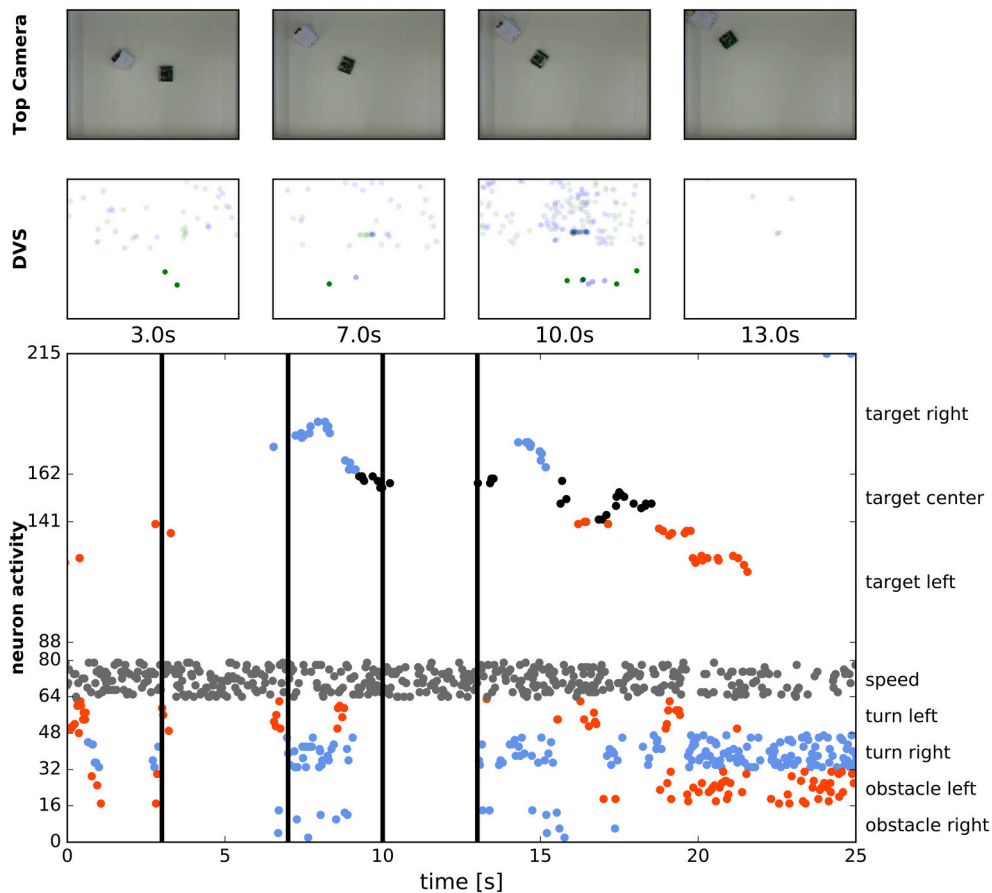 Top Camera
DVS
3.0s 7.0s 10.0s 13.0s
215
162
141
88
80
64
48
32
16
0
neuron activity
target right
target center
target left
speed
turn left
turn right
obstacle left
obstacle right
0 5 10 15 20 25
time [s]